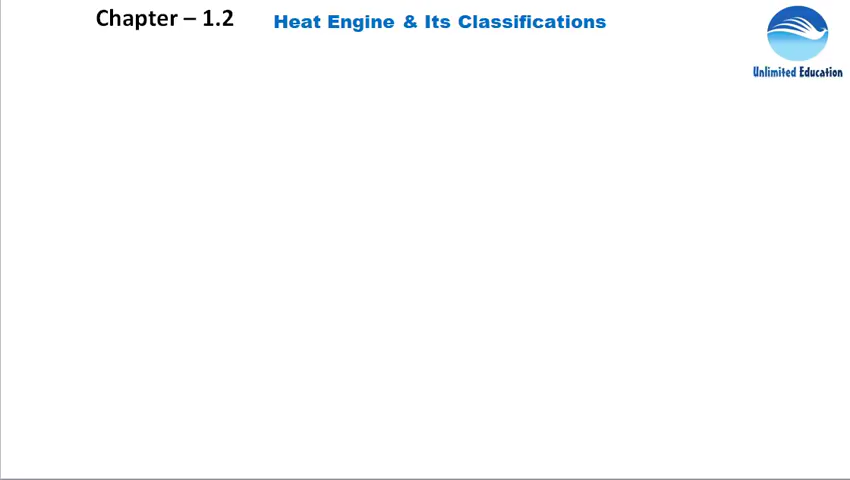 Chapter – 1.2
Heat Engine & Its Classifications
Unlimited Education